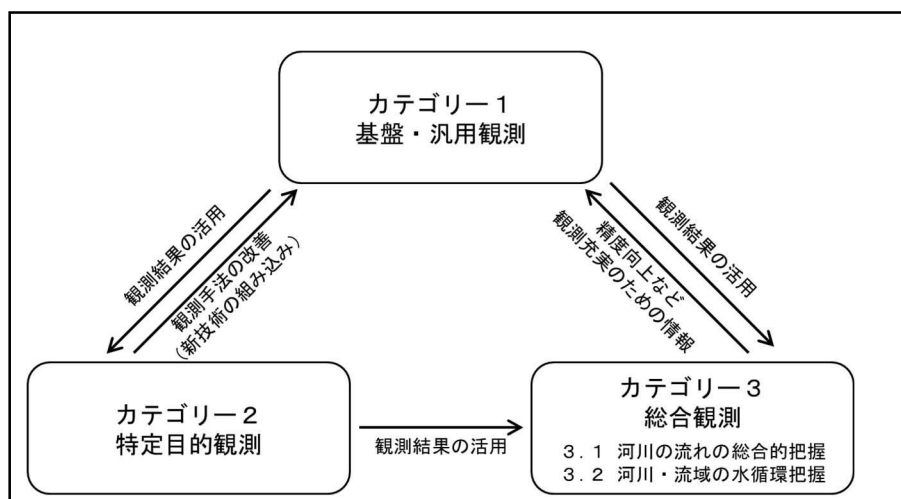 カテゴリー１
基盤・汎用観測
観測結果の活用
観測手法の改善
（新技術の組み込み）
観測結果の活用
精度向上など
観測充実のための情報
カテゴリー２
特定目的観測
観測結果の活用
カテゴリー３
総合観測
３.１ 河川の流れの総合的把握
３.２ 河川・流域の水循環把握